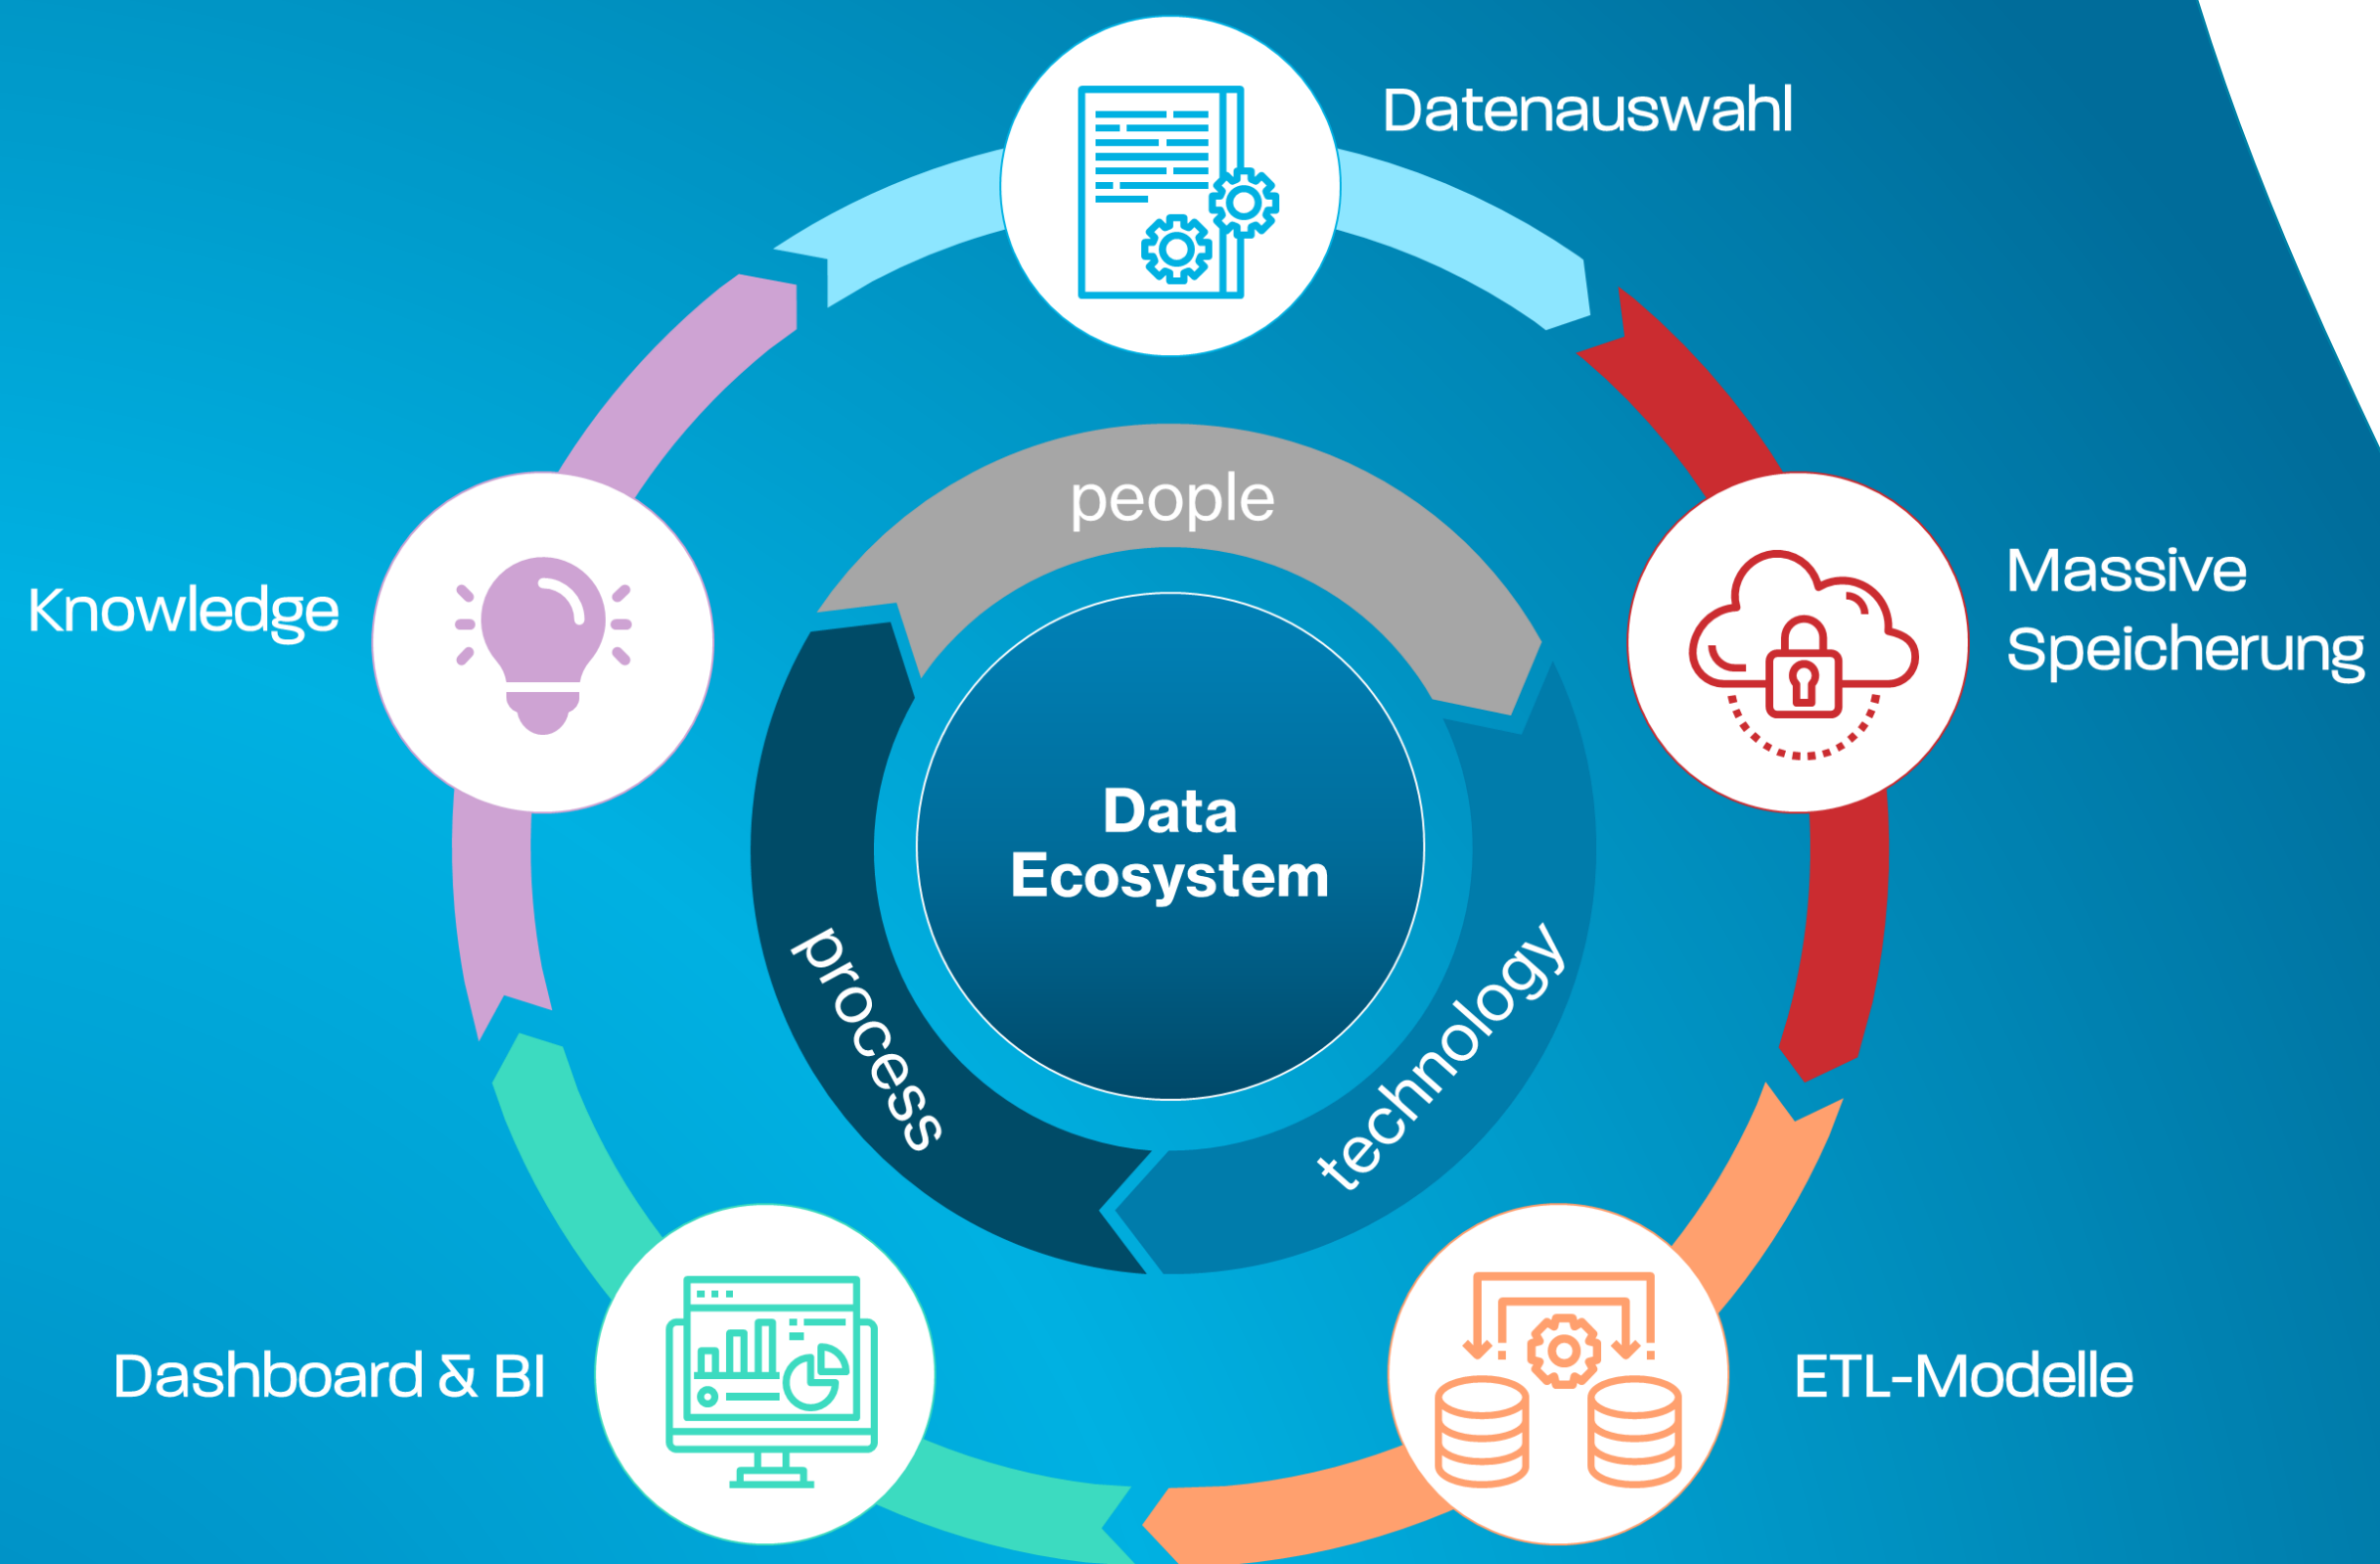 Datenauswahl
people
Massive
Speicherung
Knowledge
Data
Ecosystem
process
technology
Dashboard & BI
ETL-Modelle